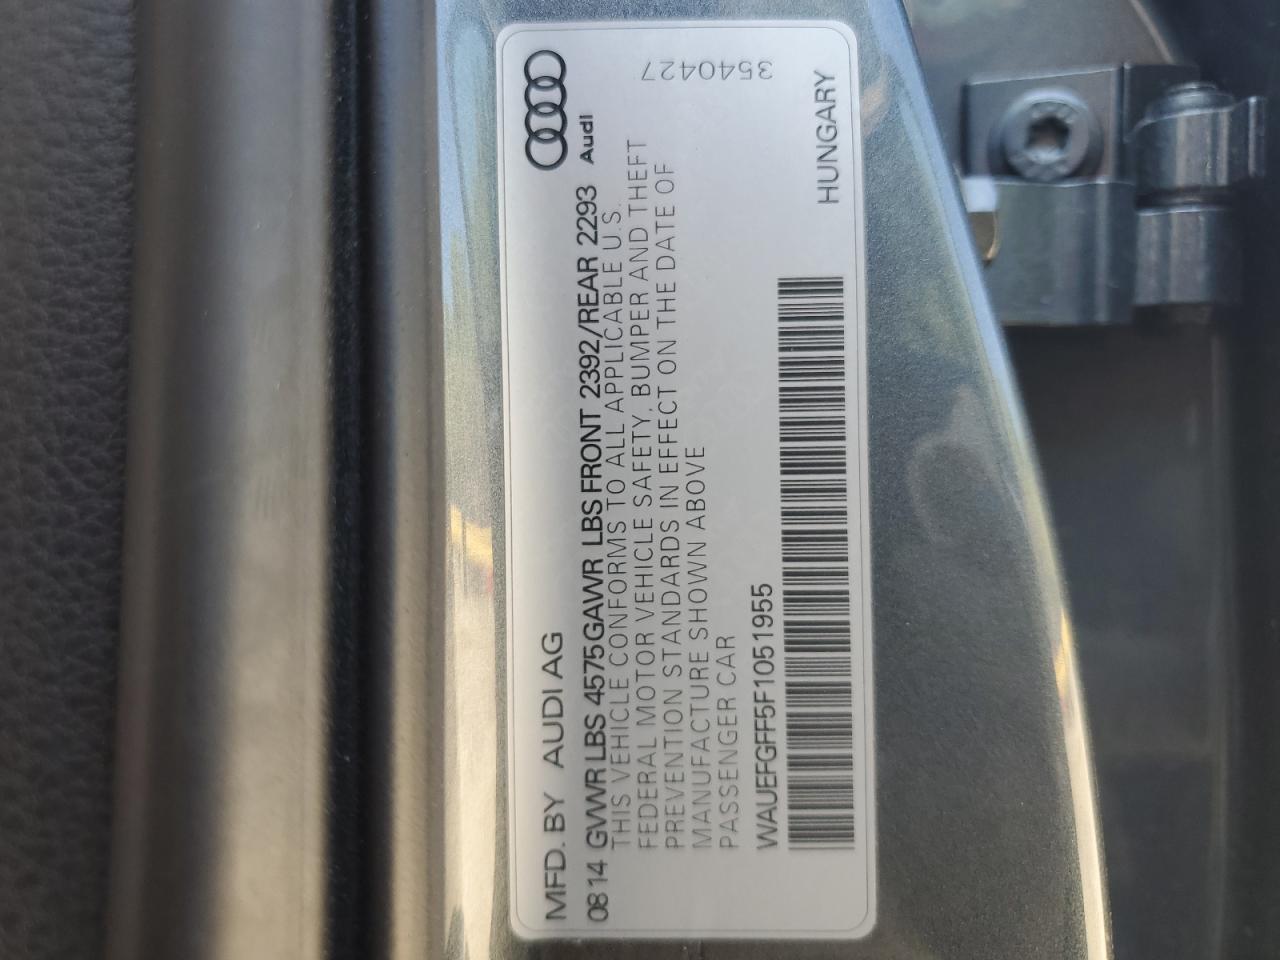 MFD. BY AUDI AG
Audi
0814 GVWR LBS 4575 GAWR LBS FRONT 2392/REAR 2293
THIS VEHICLE CONFORMS TO ALL APPLICABLE U.S.
FEDERAL MOTOR VEHICLE SAFETY, BUMPER AND THEFT
PREVENTION STANDARDS IN EFFECT ON THE DATE OF
MANUFACTURE SHOWN ABOVE
PASSENGER CAR
3540427
WAUEFGFF5F1051955
HUNGARY